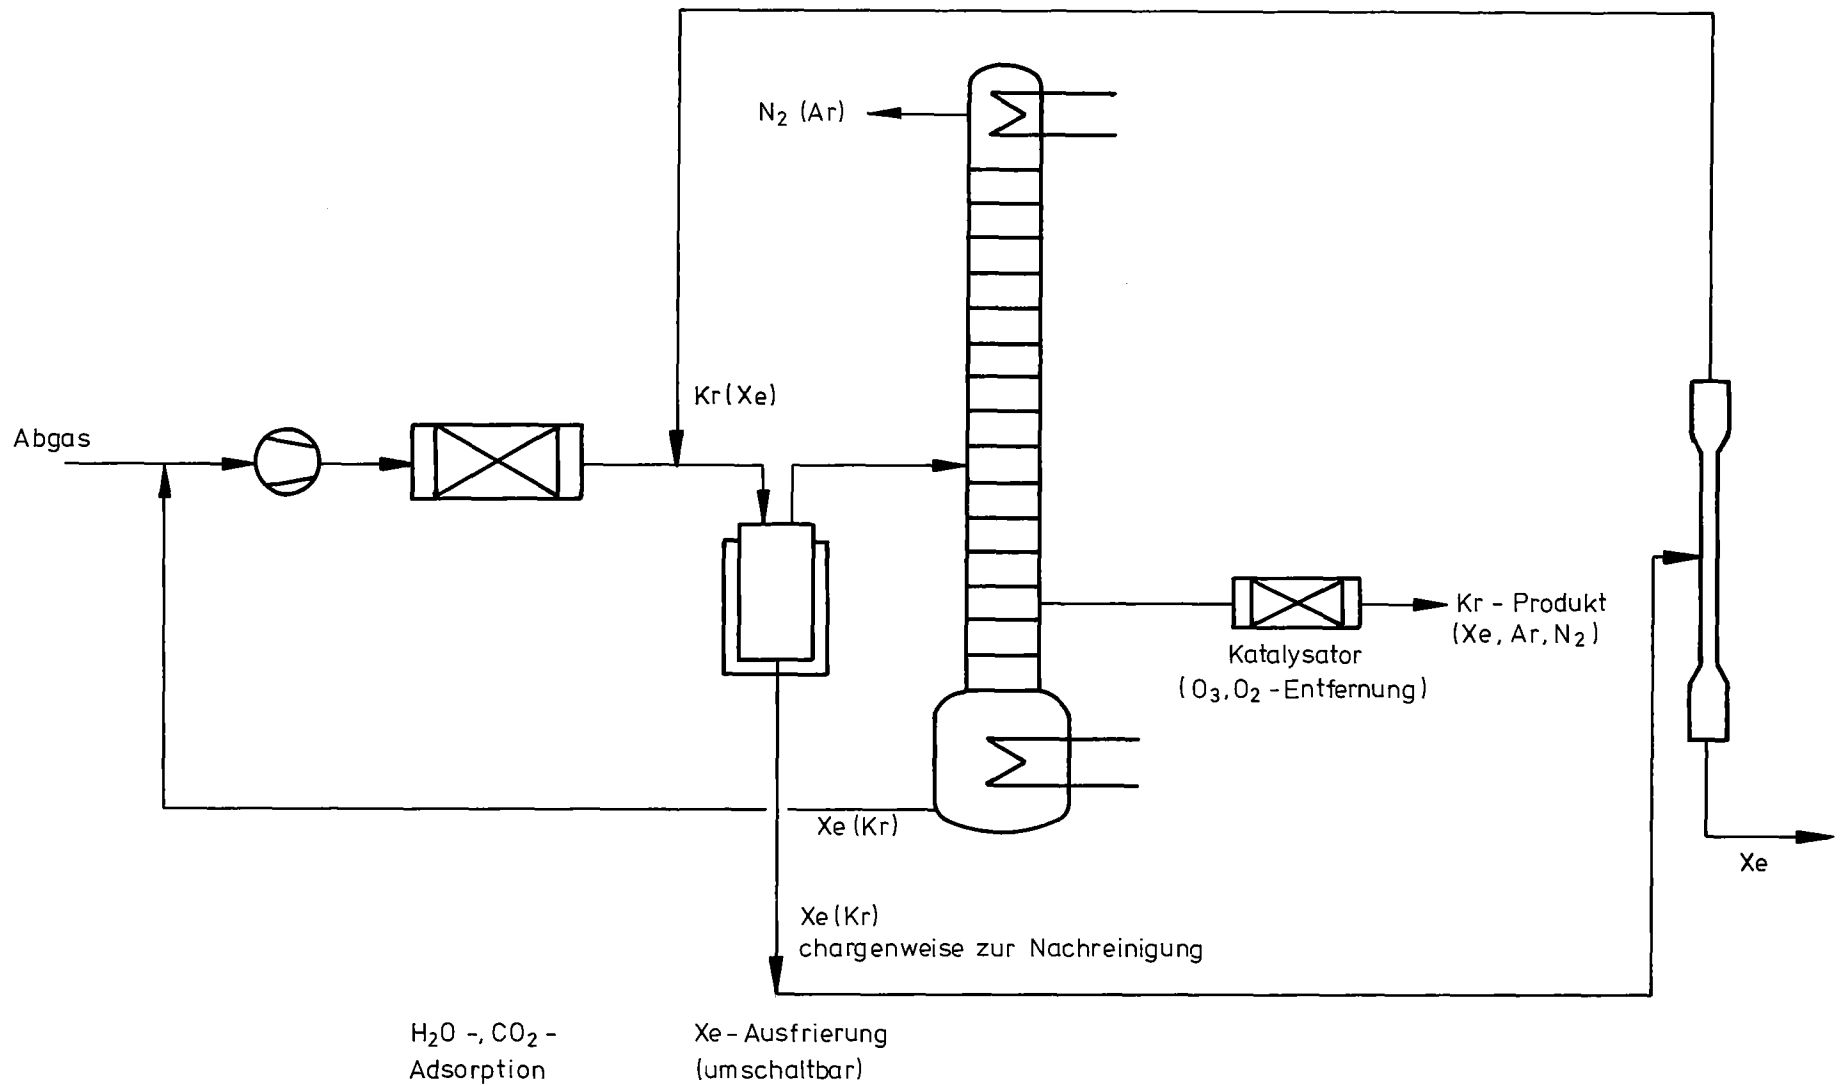 N₂ (Ar)
Kr (Xe)
Abgas
Kr - Produkt
(Xe, Ar, N₂)
Katalysator
(O₃, O₂ - Entfernung)
Xe (Kr)
Xe
Xe (Kr)
chargenweise zur Nachreinigung
H₂O -, CO₂ -
Adsorption
Xe - Ausfrierung
(umschaltbar)